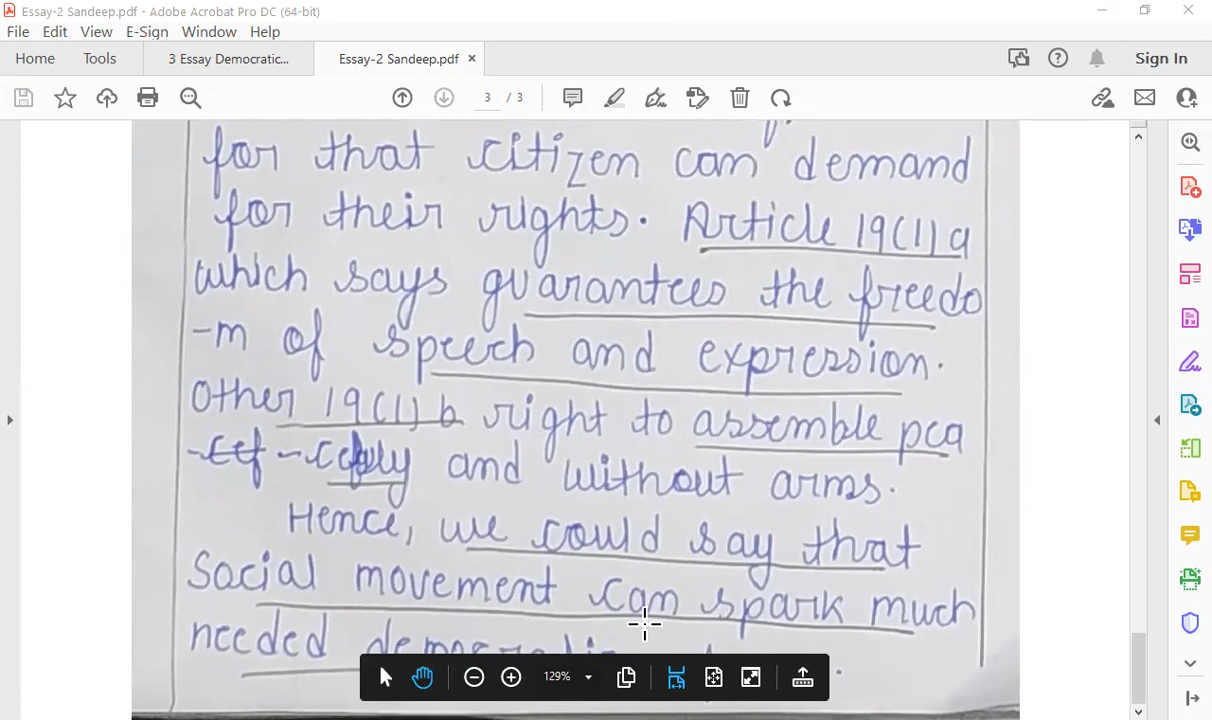 Essay-2 Sandeep.pdf - Adobe Acrobat Pro DC (64-bit)
File Edit View E-Sign Window Help
Home Tools 3 Essay Democratic... Essay-2 Sandeep.pdf ×
3 / 3
Sign In
for that citizen can demand
for their rights. Article 19(1) a
which says guarantees the freedo
-m of speech and expression.
Other 19(1) b right to assemble pea
and without arms.
Hence, we could say that
Social movement can spark much
needed
129%